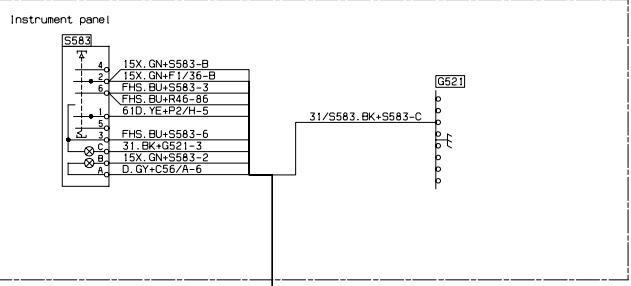 Instrument panel
S583
4 15X.GN+S583-B
2 15X.GN+F1/36-B
6 FHS.BU+S583-3
FHS.BU+R46-86
1 61D.YE+P2/H-5
5
3 FHS.BU+S583-6
C 31.BK+G521-3
B 15X.GN+S583-2
A D.GY+C56/A-6
G521
31/S583.BK+S583-C